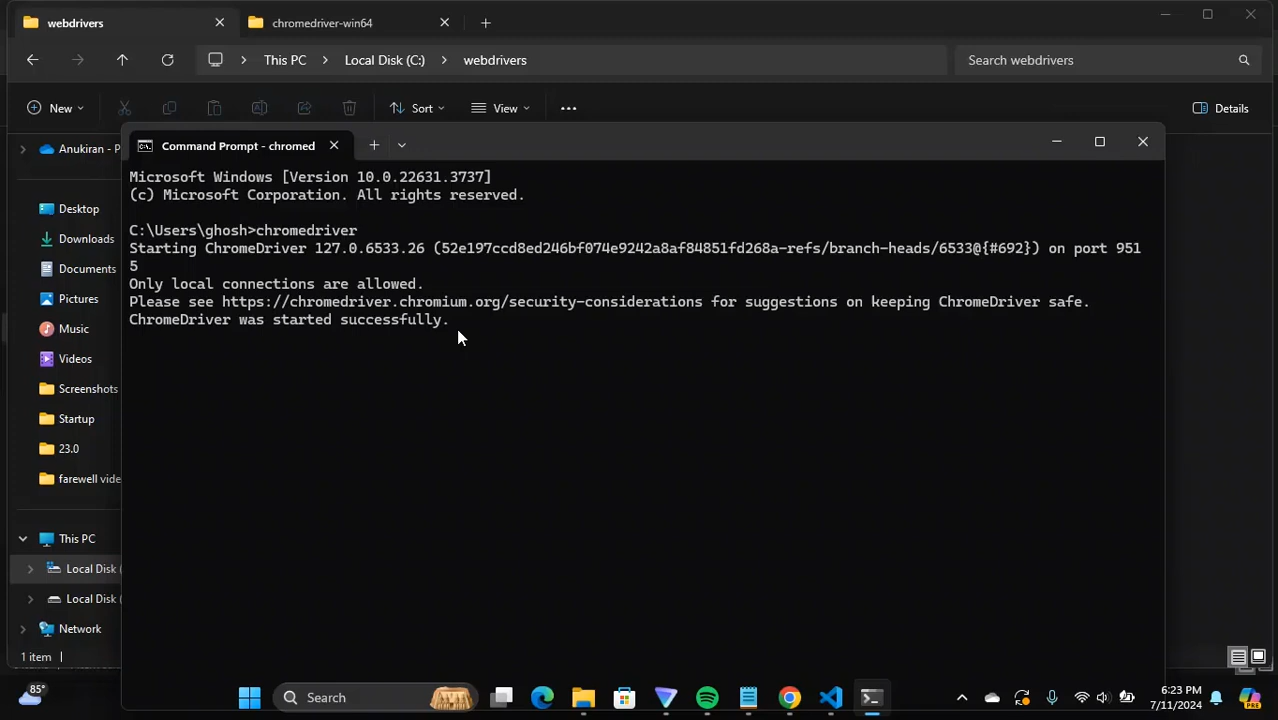 webdrivers
chromedriver-win64
This PC
Local Disk (C:)
webdrivers
Search webdrivers
New
Sort
View
Details
Anukiran - P
Desktop
Downloads
Documents
Pictures
Music
Videos
Screenshots
Startup
23.0
farewell vide
This PC
Local Disk (
Local Disk (
Network
1 item
Command Prompt - chromed
Microsoft Windows [Version 10.0.22631.3737]
(c) Microsoft Corporation. All rights reserved.
C:\Users\ghosh>chromedriver
Starting ChromeDriver 127.0.6533.26 (52e197ccd8ed246bf074e9242a8af84851fd268a-refs/branch-heads/6533@{#692}) on port 951
5
Only local connections are allowed.
Please see https://chromedriver.chromium.org/security-considerations for suggestions on keeping ChromeDriver safe.
ChromeDriver was started successfully.
85°
Search
PRE
6:23 PM
7/11/2024